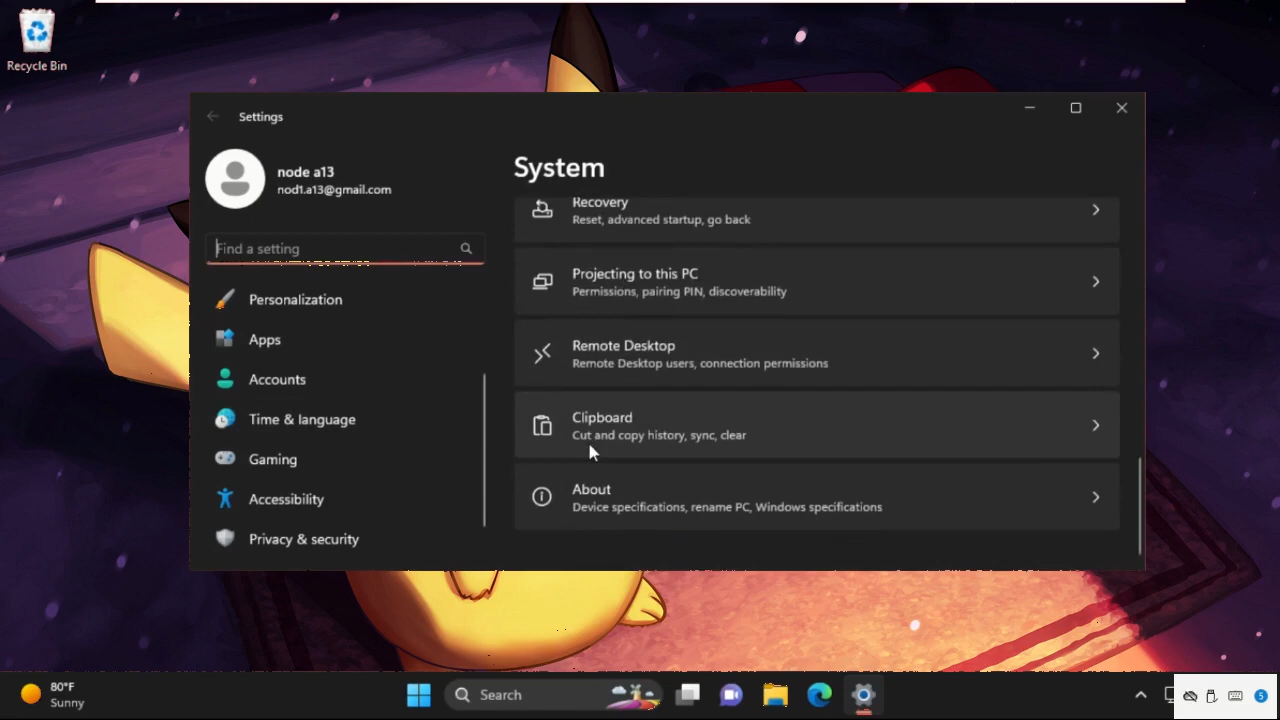 Recycle Bin
Settings
node a13
nod1.a13@gmail.com
Find a setting
Personalization
Apps
Accounts
Time & language
Gaming
Accessibility
Privacy & security
System
Recovery
Reset, advanced startup, go back
Projecting to this PC
Permissions, pairing PIN, discoverability
Remote Desktop
Remote Desktop users, connection permissions
Clipboard
Cut and copy history, sync, clear
About
Device specifications, rename PC, Windows specifications
80°F
Sunny
Search
5